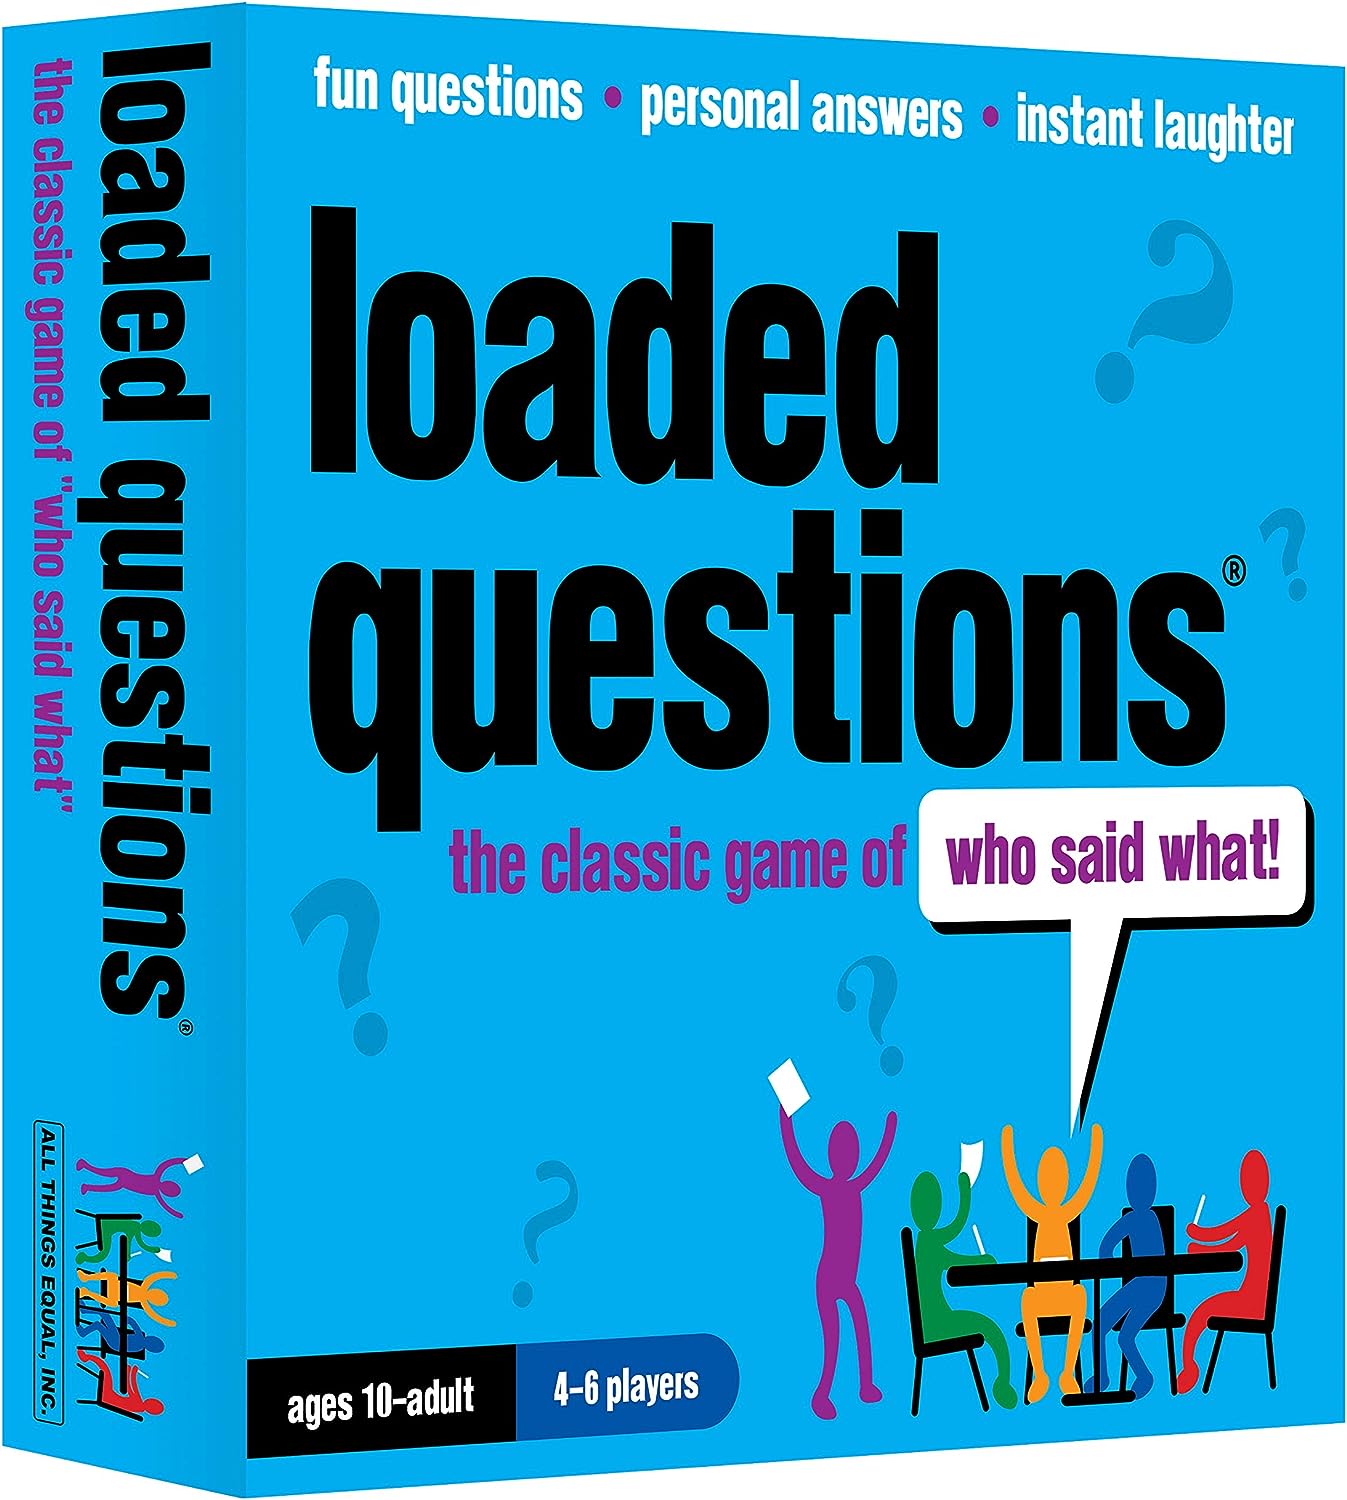 fun questions • personal answers • instant laughter
loaded
questions®
the classic game of who said what!
ages 10-adult
4-6 players
loaded questions®
the classic game of "who said what"
ALL THINGS EQUAL, INC.